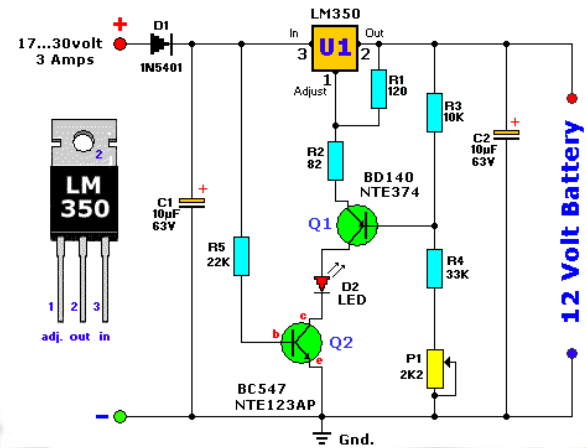 LM350
D1
+
17...30volt
3 Amps
1N5401
In
3
U1
Out
2
1
Adjust
R1
120
R3
10K
R2
82
C2
+
10µF
63V
2
LM
350
1
2
3
adj. out in
C1
+
10µF
63V
BD140
NTE374
Q1
R5
22K
R4
33K
D2
LED
c
b
Q2
e
P1
2K2
BC547
NTE123AP
–
Gnd.
12 Volt Battery